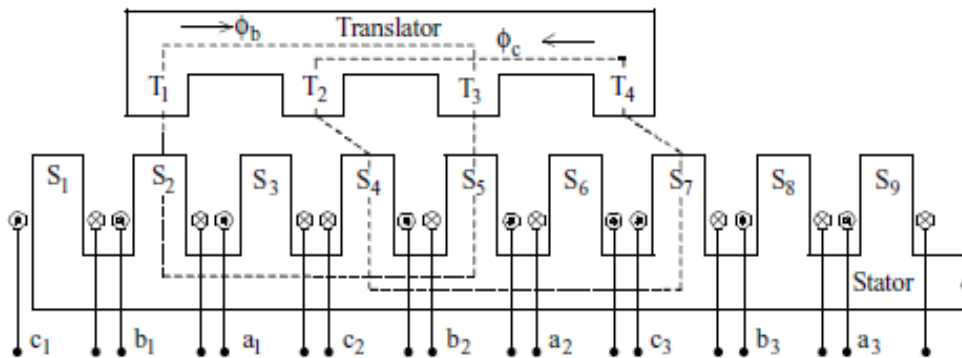 ϕb Translator ϕc
T1 T2 T3 T4
S1 S2 S3 S4 S5 S6 S7 S8 S9
Stator
c1 b1 a1 c2 b2 a2 c3 b3 a3